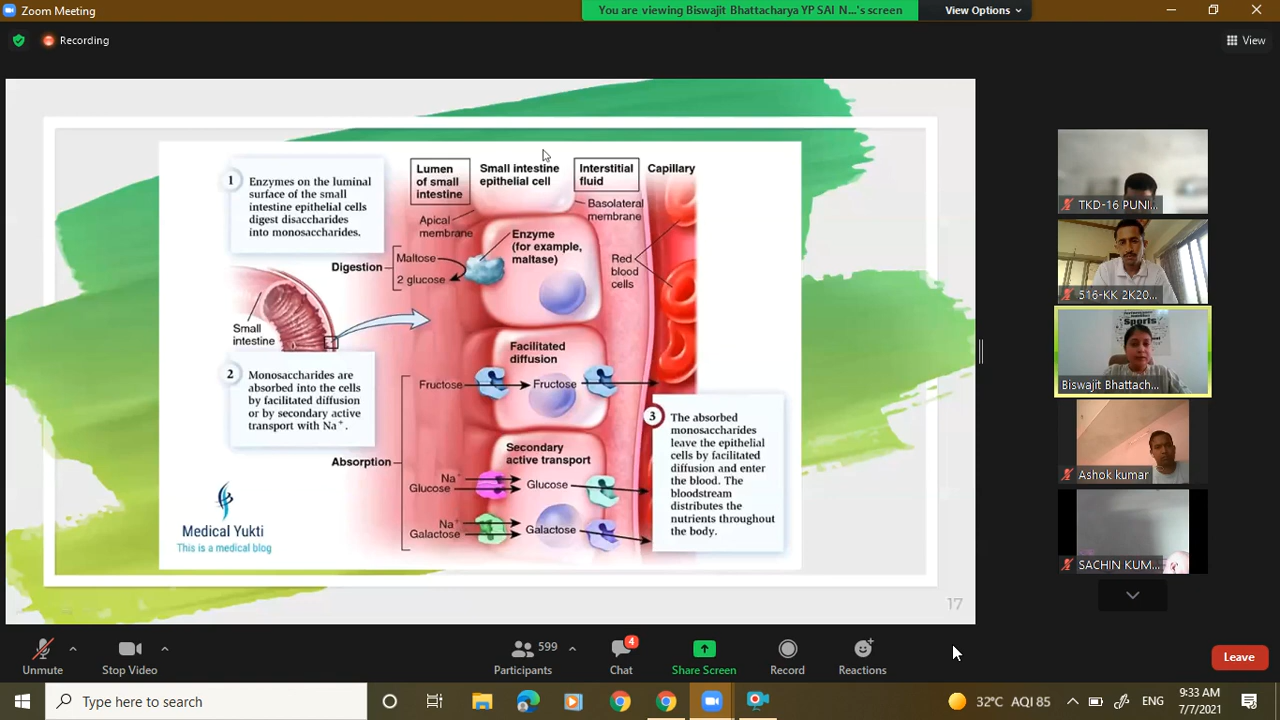 Zoom Meeting
You are viewing Biswajit Bhattacharya YP SAI N...'s screen
View Options
Recording
View
1
Enzymes on the luminal
surface of the small
intestine epithelial cells
digest disaccharides
into monosaccharides.
Lumen
of small
intestine
Small intestine
epithelial cell
Interstitial
fluid
Capillary
Apical
membrane
Basolateral
membrane
Digestion
Maltose
2 glucose
Enzyme
(for example,
maltase)
Red
blood
cells
Small
intestine
2
Monosaccharides are
absorbed into the cells
by facilitated diffusion
or by secondary active
transport with Na+.
Facilitated
diffusion
Fructose
Fructose
Absorption
Secondary
active transport
Na+
Glucose
Glucose
Na+
Galactose
Galactose
3
The absorbed
monosaccharides
leave the epithelial
cells by facilitated
diffusion and enter
the blood. The
bloodstream
distributes the
nutrients throughout
the body.
Medical Yukti
This is a medical blog
17
TKD-16 PUNI...
516-KK 2K20...
Sports
Biswajit Bhattach...
Ashok kumar
SACHIN KUM...
Unmute
Stop Video
599
Participants
4
Chat
Share Screen
Record
Reactions
Leave
Type here to search
32°C AQI 85
ENG
9:33 AM
7/7/2021